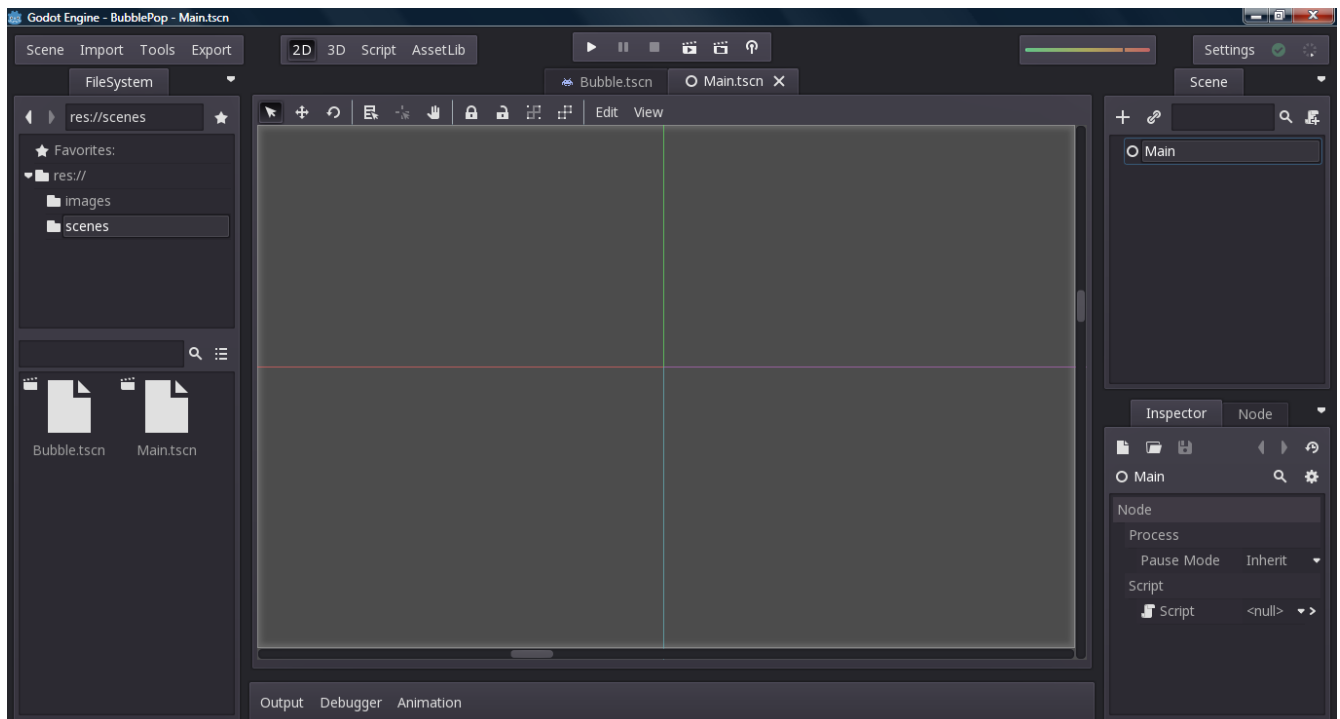 Godot Engine - BubblePop - Main.tscn
Scene Import Tools Export 2D 3D Script AssetLib Settings
FileSystem
Bubble.tscn Main.tscn
Scene
res://scenes
Edit View
Favorites:
res://
images
scenes
Main
Bubble.tscn Main.tscn
Inspector Node
Main
Node
Process
Pause Mode Inherit
Script
Script <null>
Output Debugger Animation